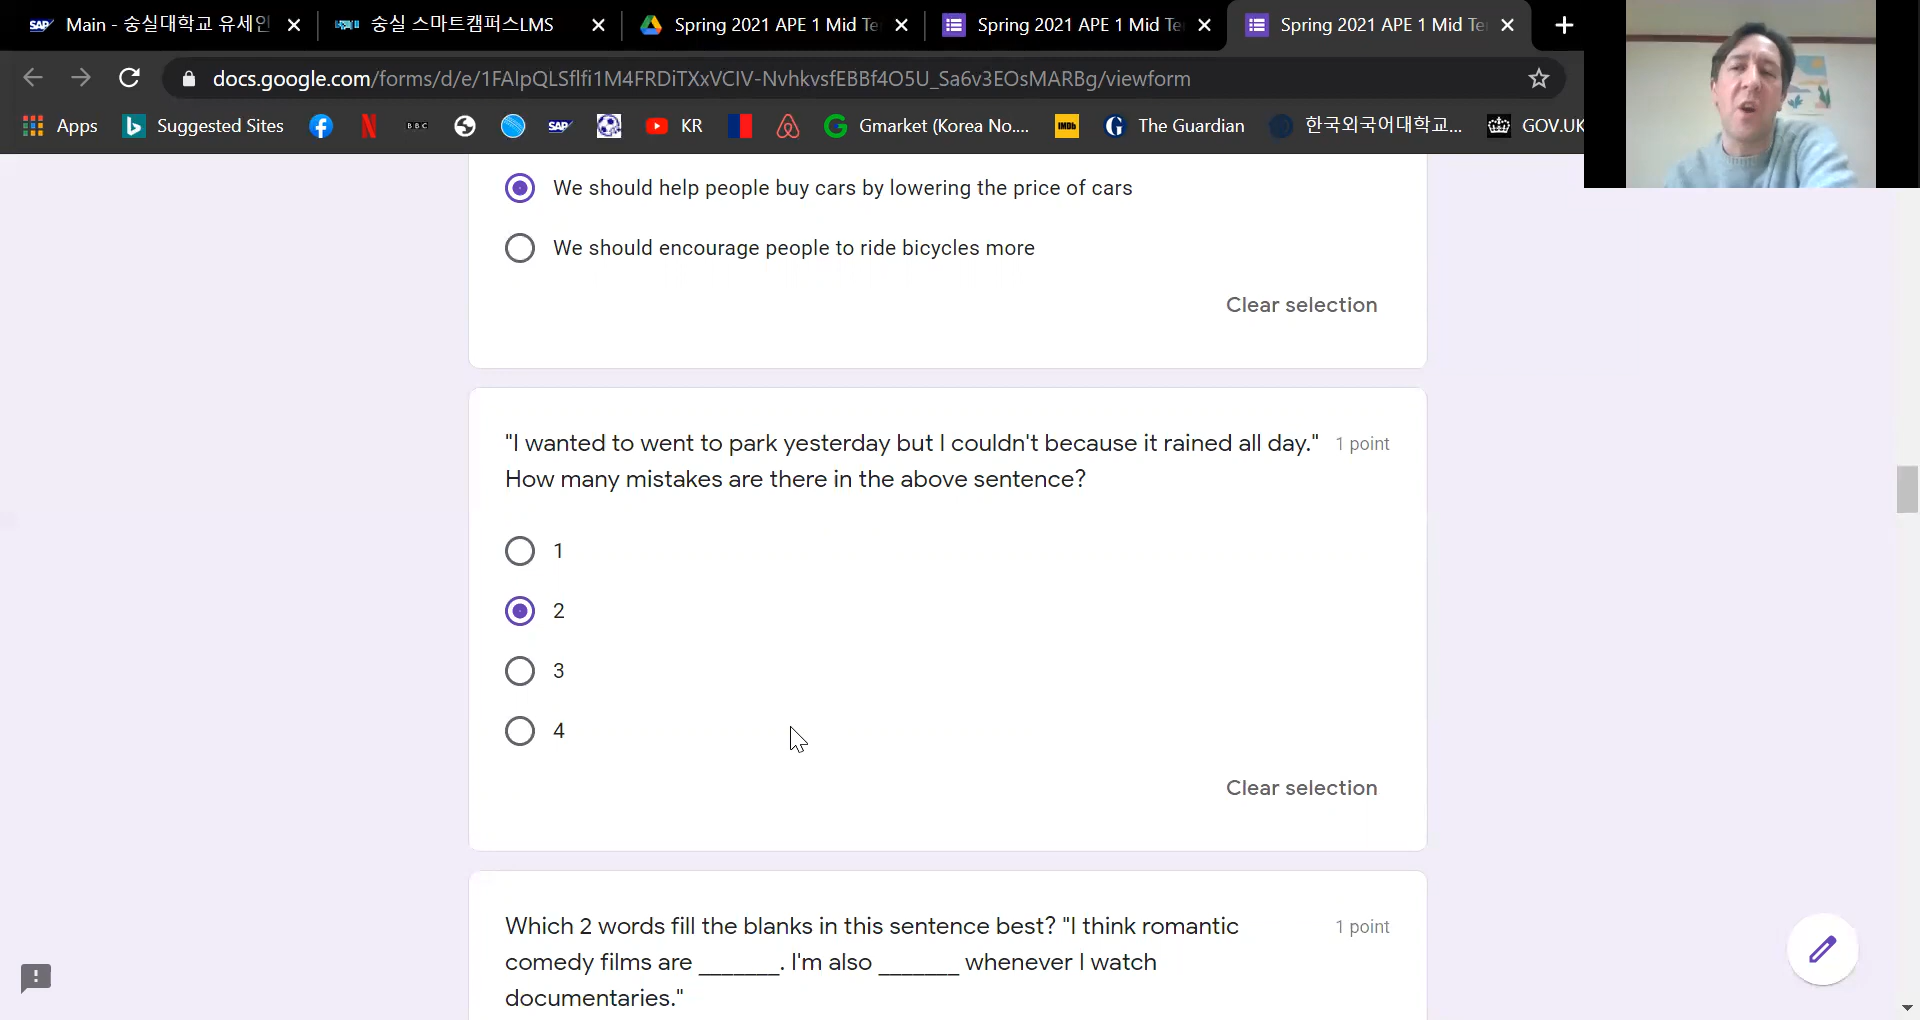 Main - 숭실대학교 유세인
숭실 스마트캠퍼스LMS
Spring 2021 APE 1 Mid Te
Spring 2021 APE 1 Mid Te
Spring 2021 APE 1 Mid Te
docs.google.com/forms/d/e/1FAIpQLSflfi1M4FRDiTXxVCIV-NvhkvsfEBBf4O5U_Sa6v3EOsMARBg/viewform
Apps
Suggested Sites
BBC
SAP
KR
Gmarket (Korea No....
IMDb
The Guardian
한국외국어대학교...
GOV.UK
We should help people buy cars by lowering the price of cars
We should encourage people to ride bicycles more
Clear selection
"I wanted to went to park yesterday but I couldn't because it rained all day." 1 point
How many mistakes are there in the above sentence?
1
2
3
4
Clear selection
Which 2 words fill the blanks in this sentence best? "I think romantic 1 point
comedy films are _______. I'm also _______ whenever I watch
documentaries."